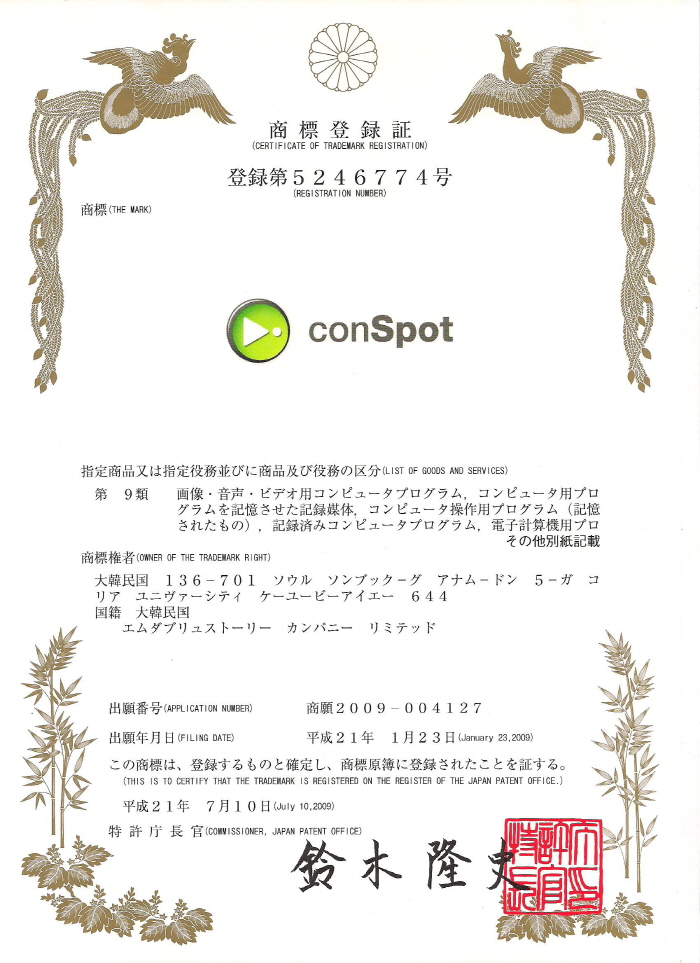 商標登録証
(CERTIFICATE OF TRADEMARK REGISTRATION)
登録第5246774号
(REGISTRATION NUMBER)
商標(THE MARK)
conSpot
指定商品又は指定役務並びに商品及び役務の区分(LIST OF GOODS AND SERVICES)
第 9類 画像・音声・ビデオ用コンピュータプログラム,コンピュータ用プロ
グラムを記憶させた記録媒体,コンピュータ操作用プログラム(記憶
されたもの),記録済みコンピュータプログラム,電子計算機用プロ
その他別紙記載
商標権者(OWNER OF THE TRADEMARK RIGHT)
大韓民国 136-701 ソウル ソンブック-グ アナム-ドン 5-ガ コ
リア ユニヴァーシティ ケーユービーアイエー 644
国籍 大韓民国
エムダブリュストーリー カンパニー リミテッド
出願番号(APPLICATION NUMBER) 商願2009-004127
出願年月日(FILING DATE) 平成21年 1月23日(January 23,2009)
この商標は、登録するものと確定し、商標原簿に登録されたことを証する。
(THIS IS TO CERTIFY THAT THE TRADEMARK IS REGISTERED ON THE REGISTER OF THE JAPAN PATENT OFFICE.)
平成21年 7月10日(July 10,2009)
特許庁長官(COMMISSIONER, JAPAN PATENT OFFICE)
鈴木隆史
特許庁長官之印